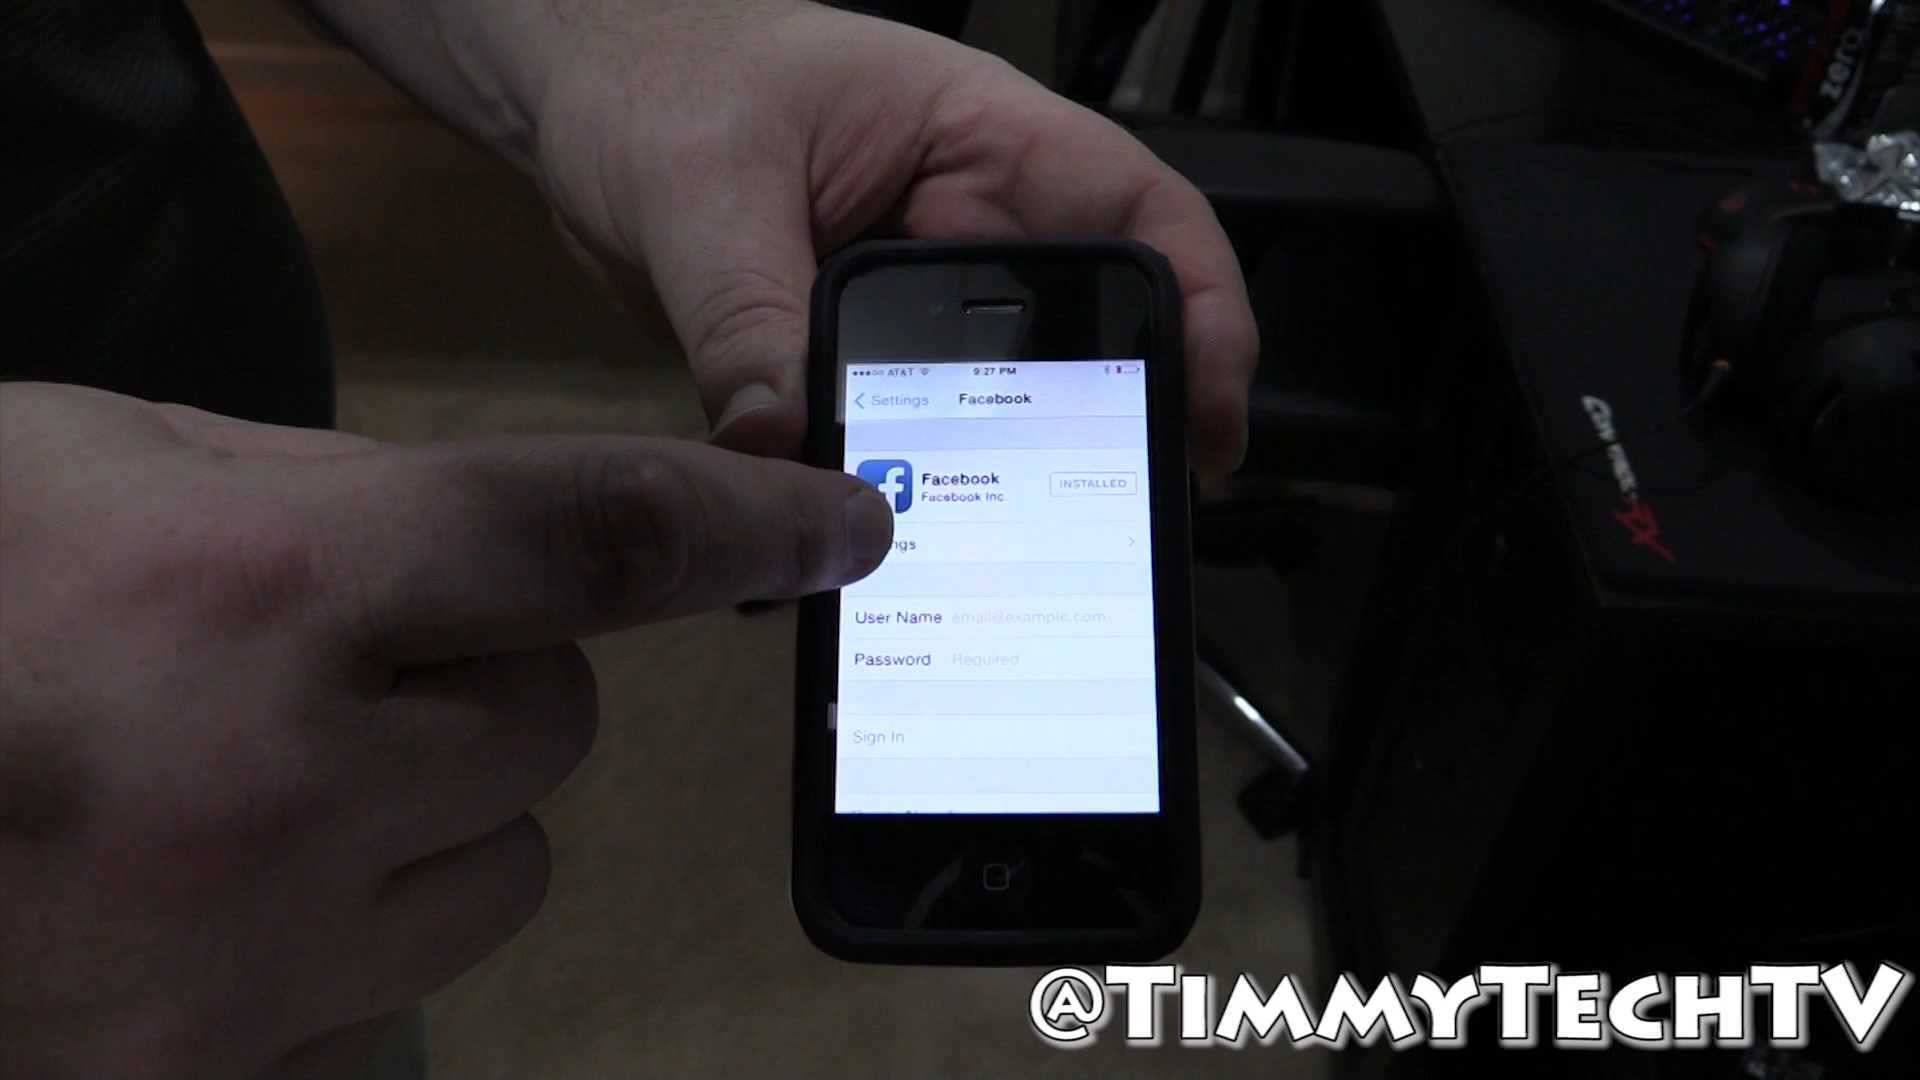 zero
AT&T 9:27 PM
Settings Facebook
Facebook INSTALLED
Facebook Inc.
User Name email@example.com
Password Required
Sign In
@TIMMYTECHTV